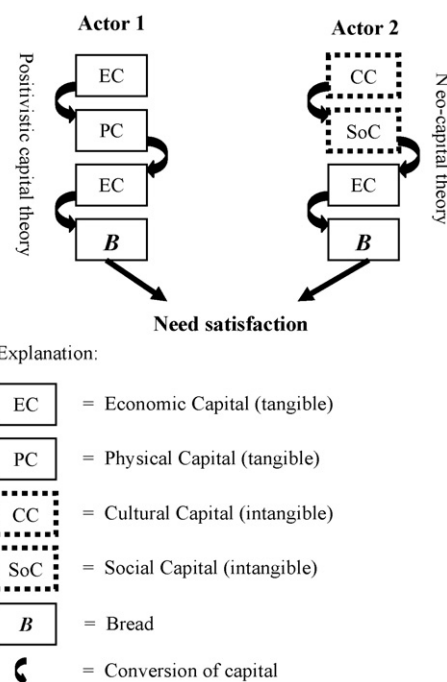 Actor 1 Actor 2
Positivistic capital theory
Neo-capital theory
EC CC
PC SoC
EC EC
B B
Need satisfaction
Explanation:
EC = Economic Capital (tangible)
PC = Physical Capital (tangible)
CC = Cultural Capital (intangible)
SoC = Social Capital (intangible)
B = Bread
= Conversion of capital